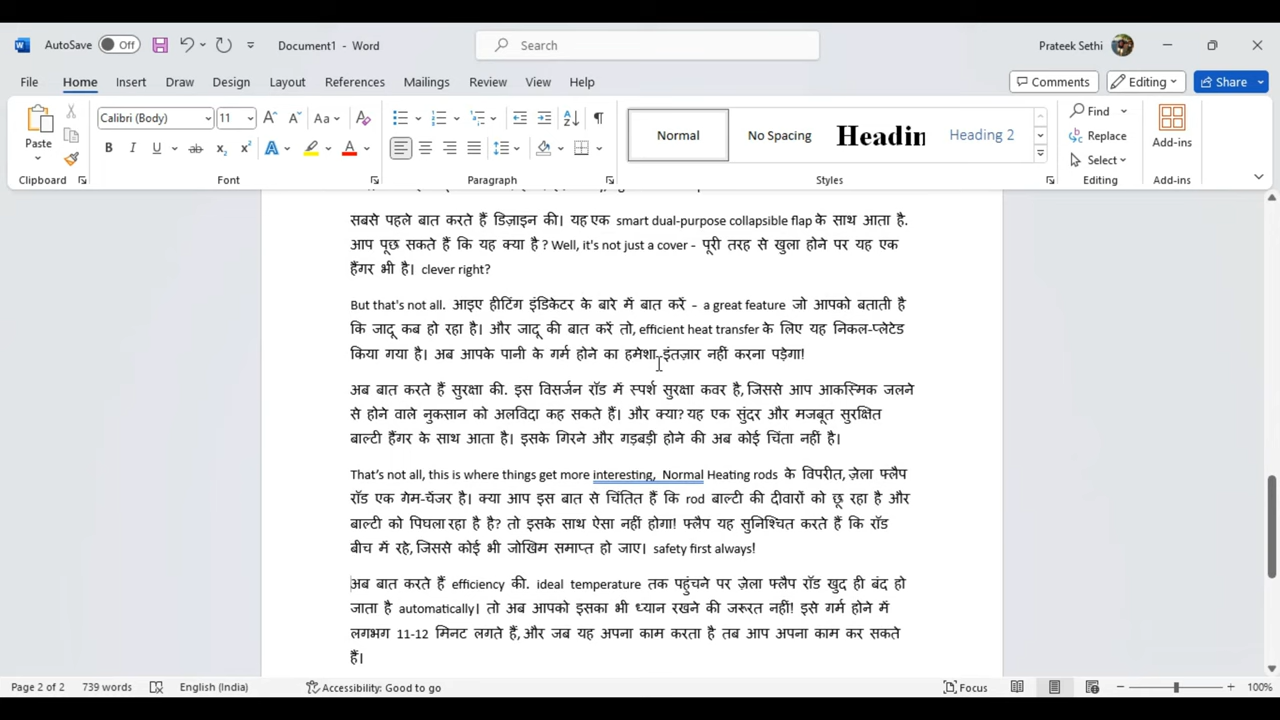 AutoSave Off Document1 - Word Search Prateek Sethi
File Home Insert Draw Design Layout References Mailings Review View Help Comments Editing Share
Paste Calibri (Body) 11 Aa Normal No Spacing Headin Heading 2 Find Replace Select Add-ins
Clipboard Font Paragraph Styles Editing Add-ins
सबसे पहले बात करते हैं डिज़ाइन की। यह एक smart dual-purpose collapsible flap के साथ आता है.
आप पूछ सकते हैं कि यह क्या है ? Well, it's not just a cover - पूरी तरह से खुला होने पर यह एक
हैंगर भी है। clever right?
But that's not all. आइए हीटिंग इंडिकेटर के बारे में बात करें - a great feature जो आपको बताती है
कि जादू कब हो रहा है। और जादू की बात करें तो, efficient heat transfer के लिए यह निकल-प्लेटेड
किया गया है। अब आपके पानी के गर्म होने का हमेशा इंतज़ार नहीं करना पड़ेगा!
अब बात करते हैं सुरक्षा की. इस विसर्जन रॉड में स्पर्श सुरक्षा कवर है, जिससे आप आकस्मिक जलने
से होने वाले नुकसान को अलविदा कह सकते हैं। और क्या? यह एक सुंदर और मजबूत सुरक्षित
बाल्टी हैंगर के साथ आता है। इसके गिरने और गड़बड़ी होने की अब कोई चिंता नहीं है।
That's not all, this is where things get more interesting, Normal Heating rods के विपरीत, ज़ेला फ्लैप
रॉड एक गेम-चेंजर है। क्या आप इस बात से चिंतित हैं कि rod बाल्टी की दीवारों को छू रहा है और
बाल्टी को पिघला रहा है है? तो इसके साथ ऐसा नहीं होगा! फ्लैप यह सुनिश्चित करते हैं कि रॉड
बीच में रहे, जिससे कोई भी जोखिम समाप्त हो जाए। safety first always!
अब बात करते हैं efficiency की. ideal temperature तक पहुंचने पर ज़ेला फ्लैप रॉड खुद ही बंद हो
जाता है automatically। तो अब आपको इसका भी ध्यान रखने की जरूरत नहीं! इसे गर्म होने में
लगभग 11-12 मिनट लगते हैं, और जब यह अपना काम करता है तब आप अपना काम कर सकते
हैं।
Page 2 of 2 739 words English (India) Accessibility: Good to go Focus 100%